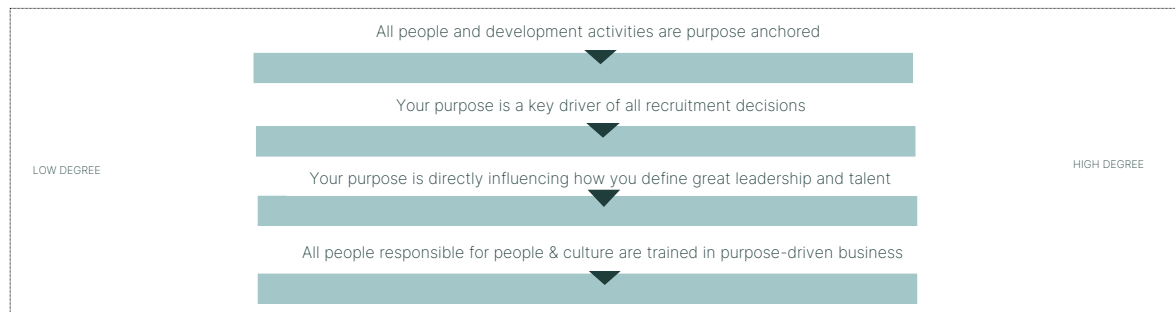 All people and development activities are purpose anchored
Your purpose is a key driver of all recruitment decisions
LOW DEGREE
HIGH DEGREE
Your purpose is directly influencing how you define great leadership and talent
All people responsible for people & culture are trained in purpose-driven business